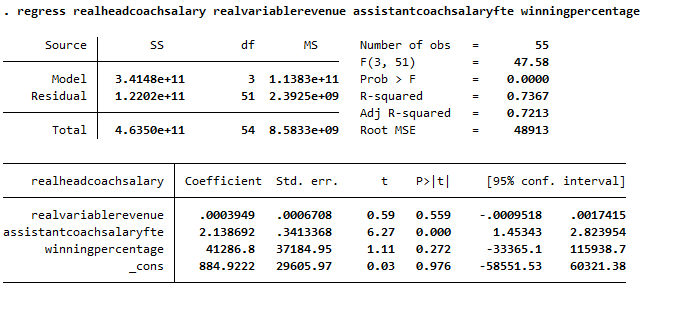 . regress realheadcoachsalary realvariablerevenue assistantcoachsalaryfte winningpercentage
Source SS df MS Number of obs = 55
F(3, 51) = 47.58
Model 3.4148e+11 3 1.1383e+11 Prob > F = 0.0000
Residual 1.2202e+11 51 2.3925e+09 R-squared = 0.7367
Adj R-squared = 0.7213
Total 4.6350e+11 54 8.5833e+09 Root MSE = 48913
realheadcoachsalary Coefficient Std. err. t P>|t| [95% conf. interval]
realvariablerevenue .0003949 .0006708 0.59 0.559 -.0009518 .0017415
assistantcoachsalaryfte 2.138692 .3413368 6.27 0.000 1.45343 2.823954
winningpercentage 41286.8 37184.95 1.11 0.272 -33365.1 115938.7
_cons 884.9222 29605.97 0.03 0.976 -58551.53 60321.38